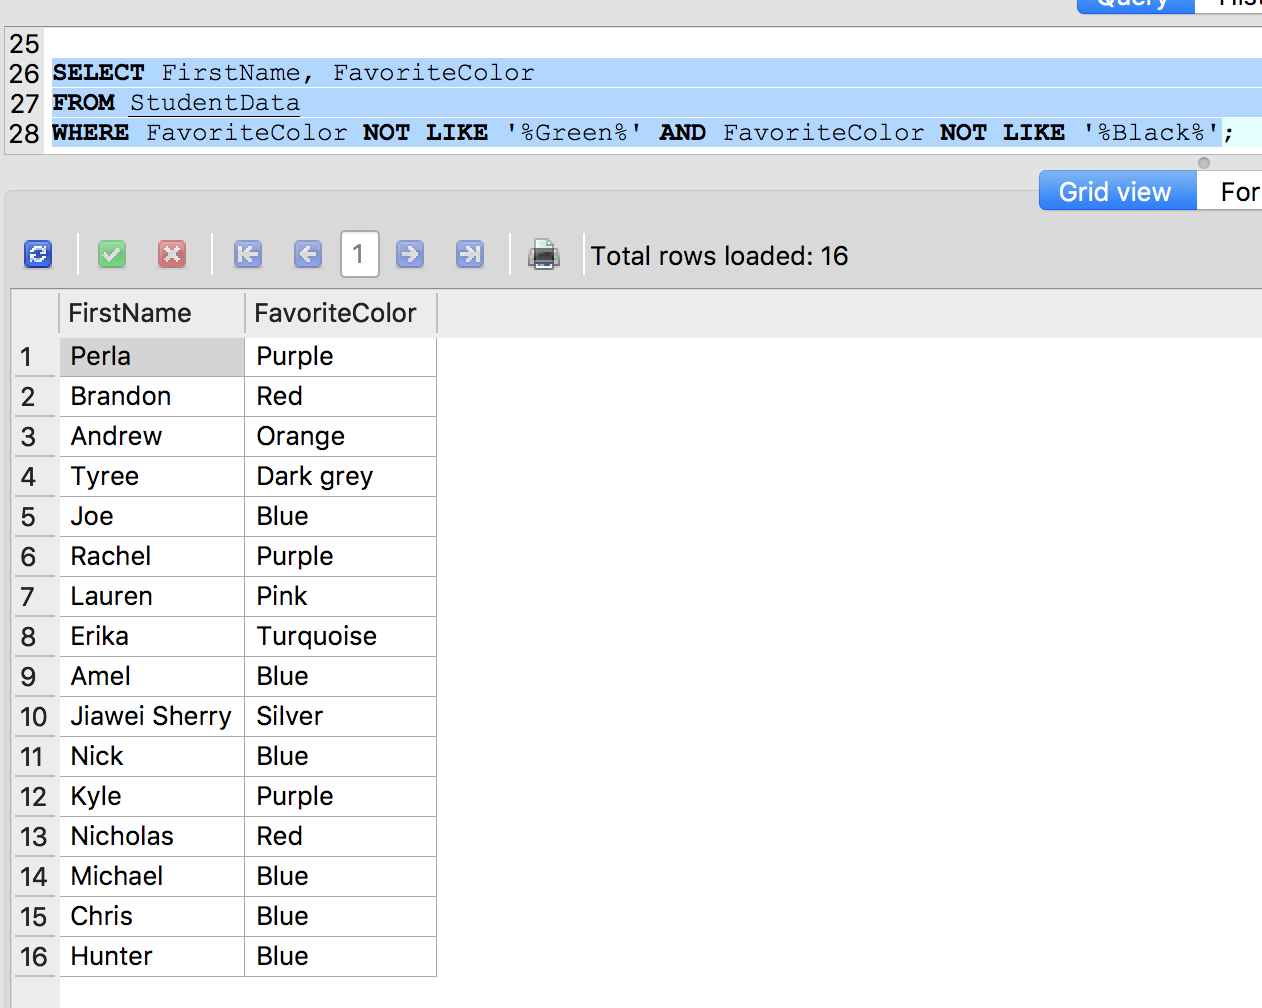 Query
25
26 SELECT FirstName, FavoriteColor
27 FROM StudentData
28 WHERE FavoriteColor NOT LIKE '%Green%' AND FavoriteColor NOT LIKE '%Black%';
Grid view For
1 Total rows loaded: 16
FirstName FavoriteColor
1 Perla Purple
2 Brandon Red
3 Andrew Orange
4 Tyree Dark grey
5 Joe Blue
6 Rachel Purple
7 Lauren Pink
8 Erika Turquoise
9 Amel Blue
10 Jiawei Sherry Silver
11 Nick Blue
12 Kyle Purple
13 Nicholas Red
14 Michael Blue
15 Chris Blue
16 Hunter Blue